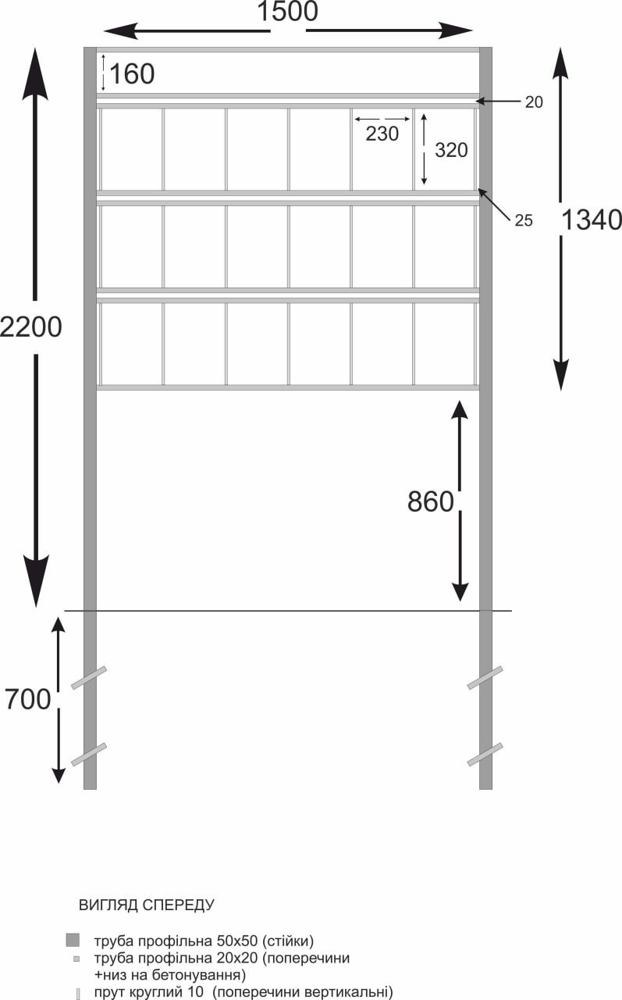 1500
160
20
230
320
25
1340
2200
860
700
ВИГЛЯД СПЕРЕДУ
труба профільна 50х50 (стійки)
труба профільна 20х20 (поперечини
+низ на бетонування)
прут круглий 10 (поперечини вертикальні)